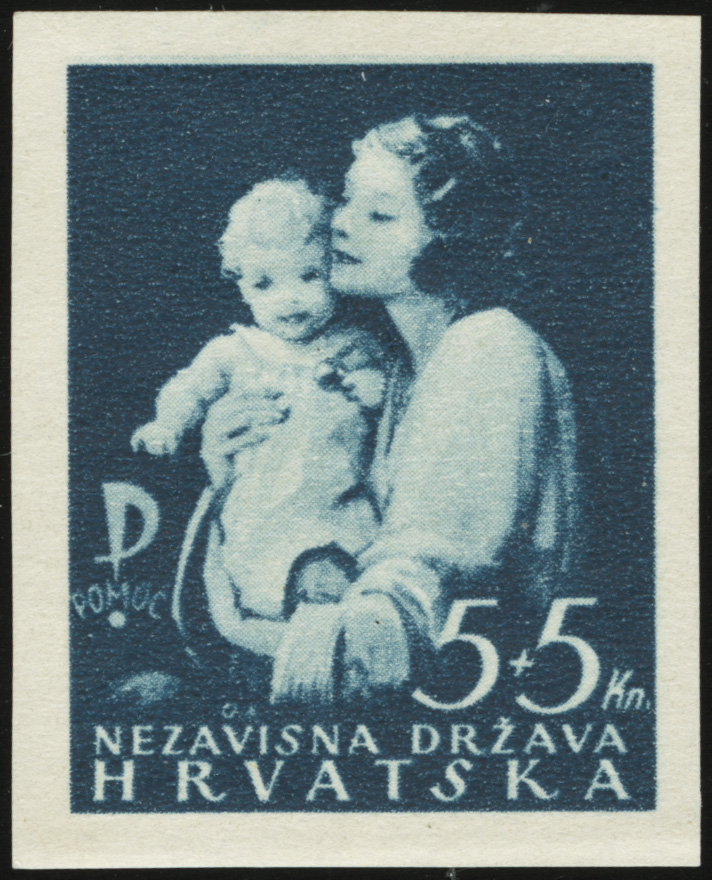 P
POMOĆ
5+5 Kn.
NEZAVISNA DRŽAVA
HRVATSKA